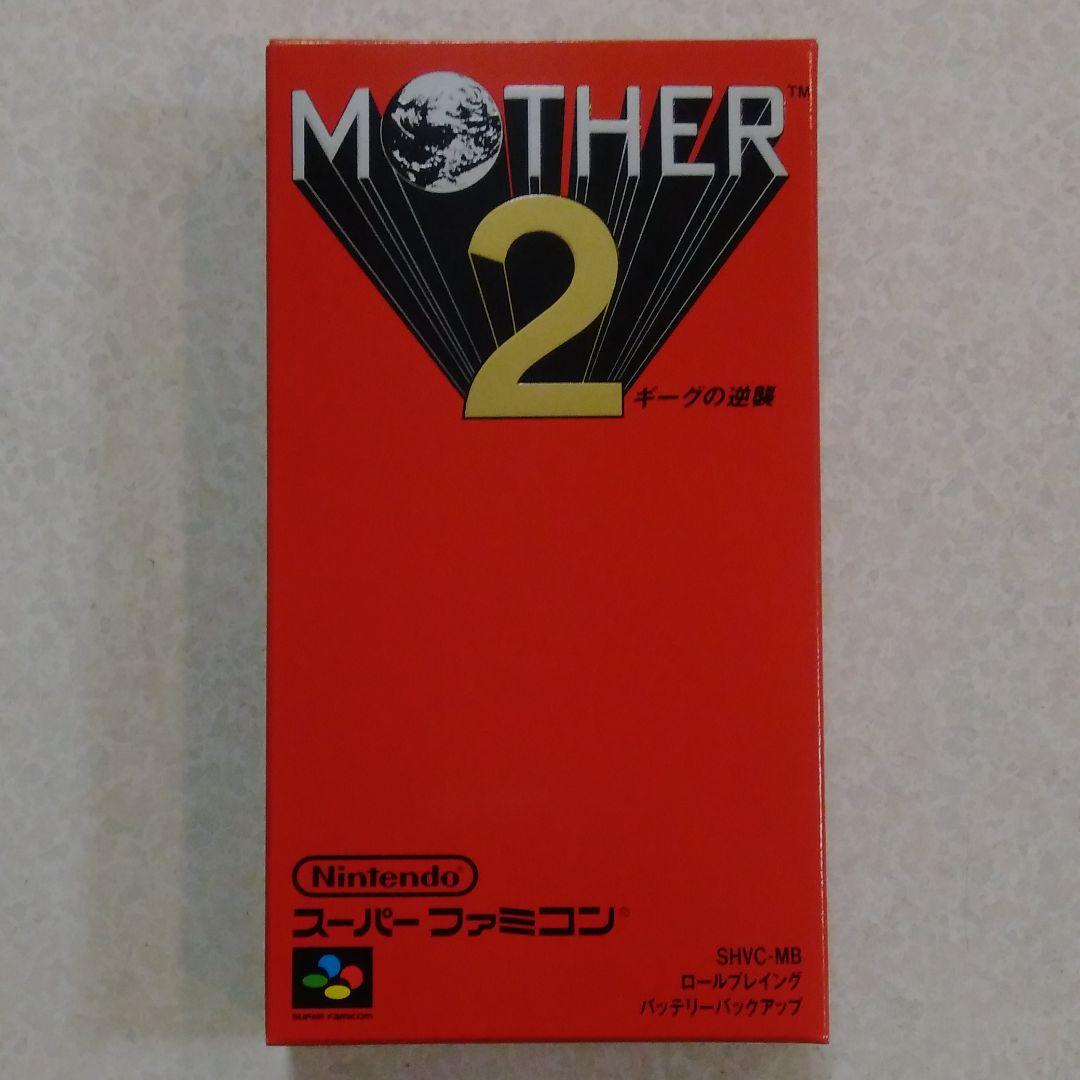 MOTHER™
2
ギーグの逆襲
Nintendo
スーパーファミコン®
SUPER FAMICOM
SHVC-MB
ロールプレイング
バッテリーバックアップ